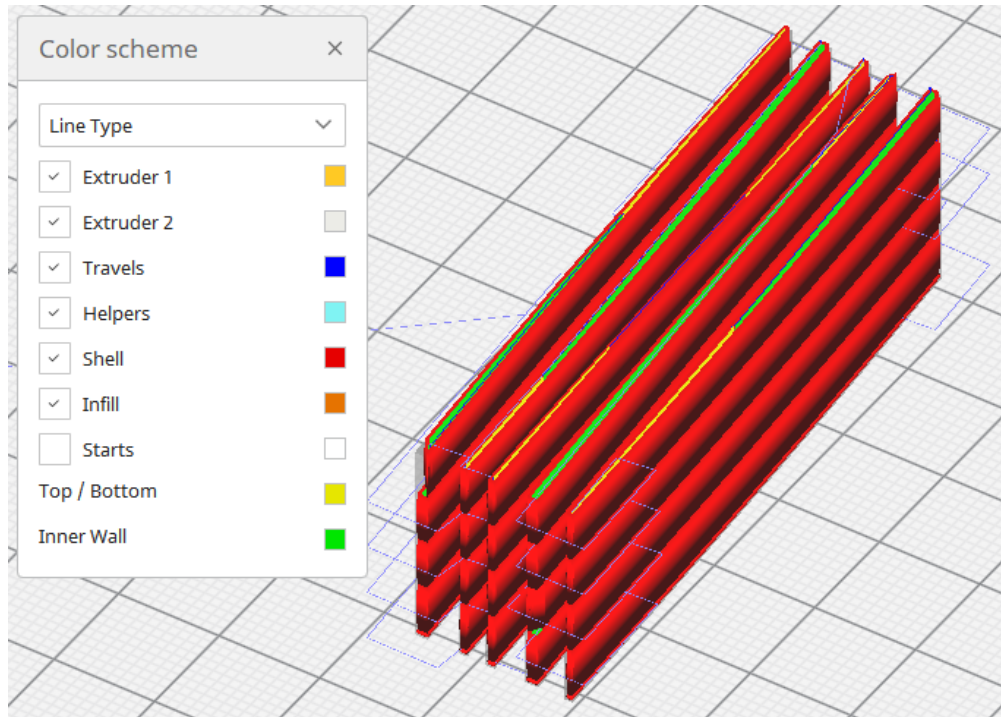 Color scheme
Line Type
Extruder 1
Extruder 2
Travels
Helpers
Shell
Infill
Starts
Top / Bottom
Inner Wall